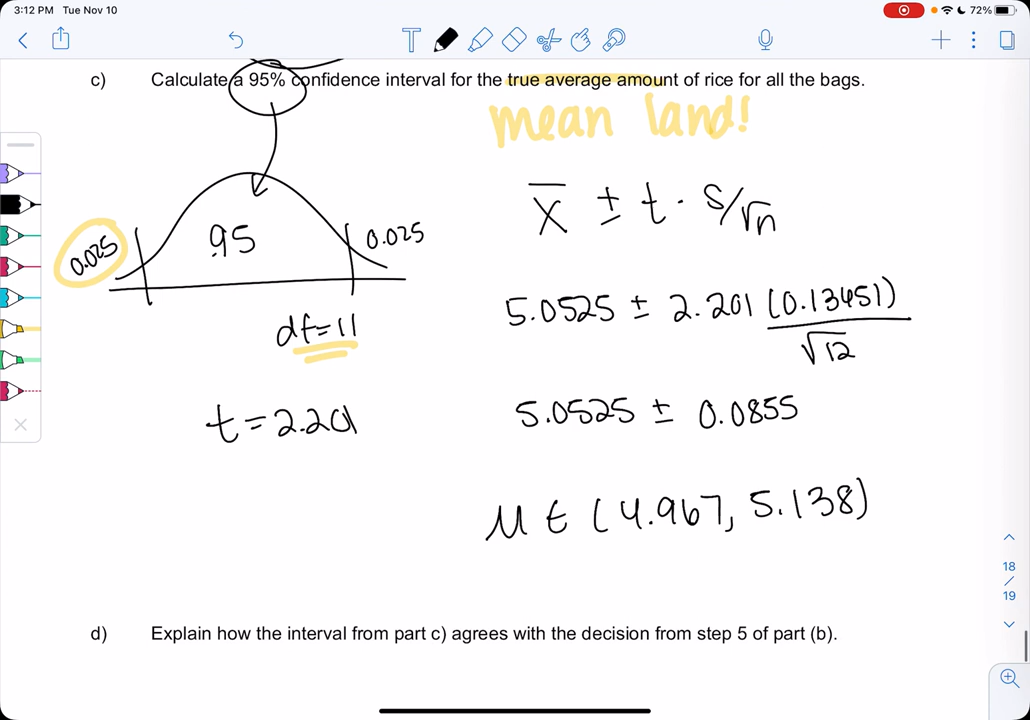 3:12 PM Tue Nov 10
72%
c) Calculate a 95% confidence interval for the true average amount of rice for all the bags.
mean land!
x̄ ± t · s/√n
0.025
.95
0.025
5.0525 ± 2.201 (0.13451)
√12
df=11
t=2.201
5.0525 ± 0.0855
μ ∈ (4.967, 5.138)
18
/
19
d) Explain how the interval from part c) agrees with the decision from step 5 of part (b).